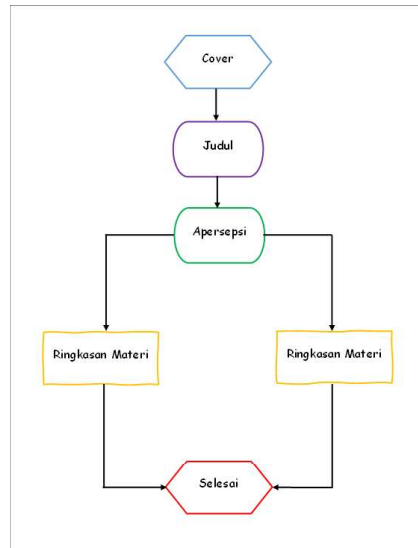 Cover
Judul
Apersepsi
Ringkasan Materi
Ringkasan Materi
Selesai